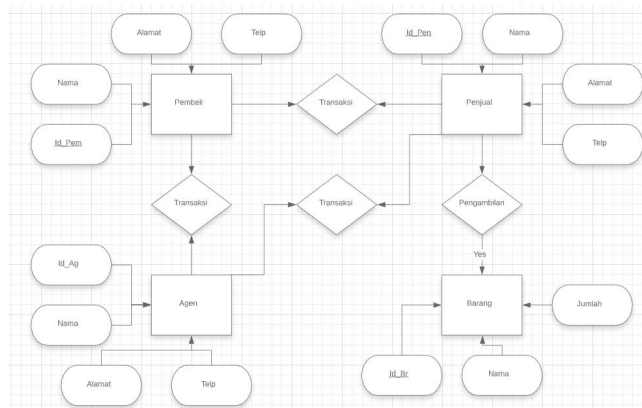 Alamat
Telp
Id_Pen
Nama
Nama
Pembeli
Transaksi
Penjual
Alamat
Id_Pem
Telp
Transaksi
Transaksi
Pengambilan
Yes
Id_Ag
Agen
Barang
Jumlah
Nama
Alamat
Telp
Id_Br
Nama